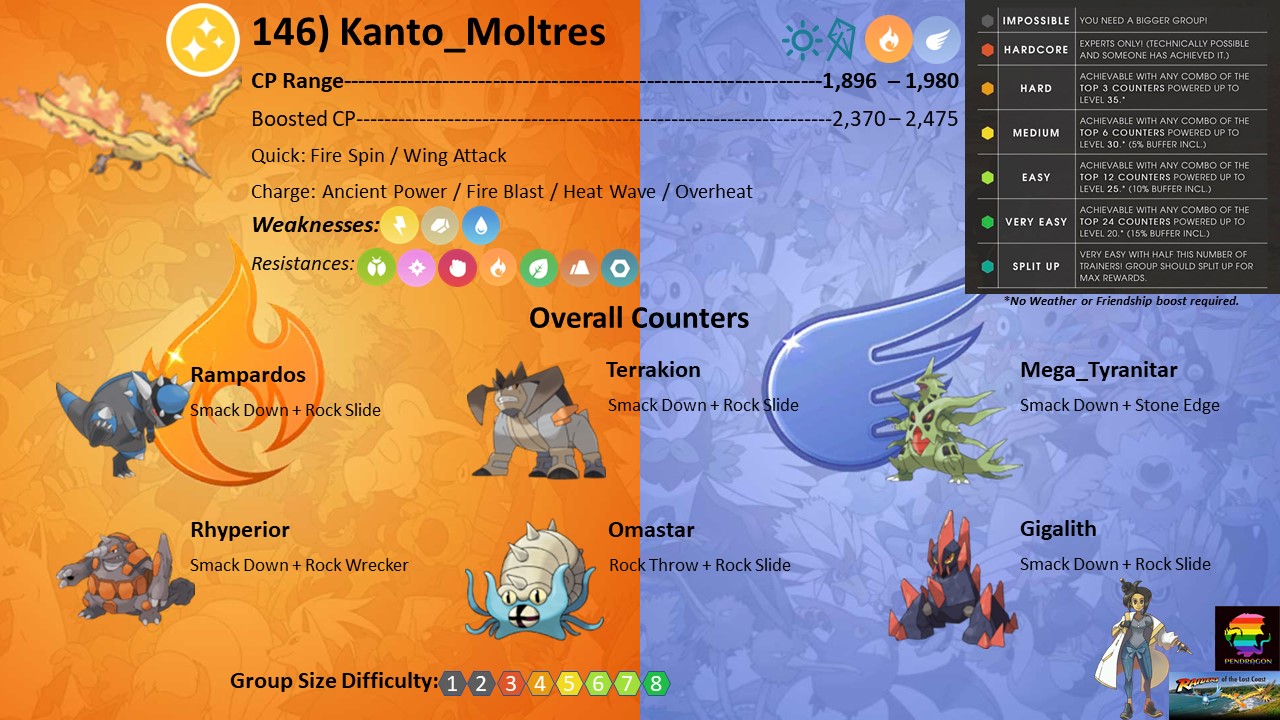 146) Kanto_Moltres
CP Range--------------------------------------------------------------------1,896 – 1,980
Boosted CP--------------------------------------------------------------------2,370 – 2,475
Quick: Fire Spin / Wing Attack
Charge: Ancient Power / Fire Blast / Heat Wave / Overheat
Weaknesses:
Resistances:
IMPOSSIBLE YOU NEED A BIGGER GROUP!
HARDCORE EXPERTS ONLY! (TECHNICALLY POSSIBLE
AND SOMEONE HAS ACHIEVED IT.)
HARD ACHIEVABLE WITH ANY COMBO OF THE
TOP 3 COUNTERS POWERED UP TO
LEVEL 35.*
MEDIUM ACHIEVABLE WITH ANY COMBO OF THE
TOP 6 COUNTERS POWERED UP TO
LEVEL 30.* (5% BUFFER INCL.)
EASY ACHIEVABLE WITH ANY COMBO OF THE
TOP 12 COUNTERS POWERED UP TO
LEVEL 25.* (10% BUFFER INCL.)
VERY EASY ACHIEVABLE WITH ANY COMBO OF THE
TOP 24 COUNTERS POWERED UP TO
LEVEL 20.* (15% BUFFER INCL.)
SPLIT UP VERY EASY WITH HALF THIS NUMBER OF
TRAINERS! GROUP SHOULD SPLIT UP FOR
MAX REWARDS.
*No Weather or Friendship boost required.
Overall Counters
Rampardos
Smack Down + Rock Slide
Terrakion
Smack Down + Rock Slide
Mega_Tyranitar
Smack Down + Stone Edge
Rhyperior
Smack Down + Rock Wrecker
Omastar
Rock Throw + Rock Slide
Gigalith
Smack Down + Rock Slide
Group Size Difficulty: 1 2 3 4 5 6 7 8
PENDRAGON
RAIDERS of the Lost Coast